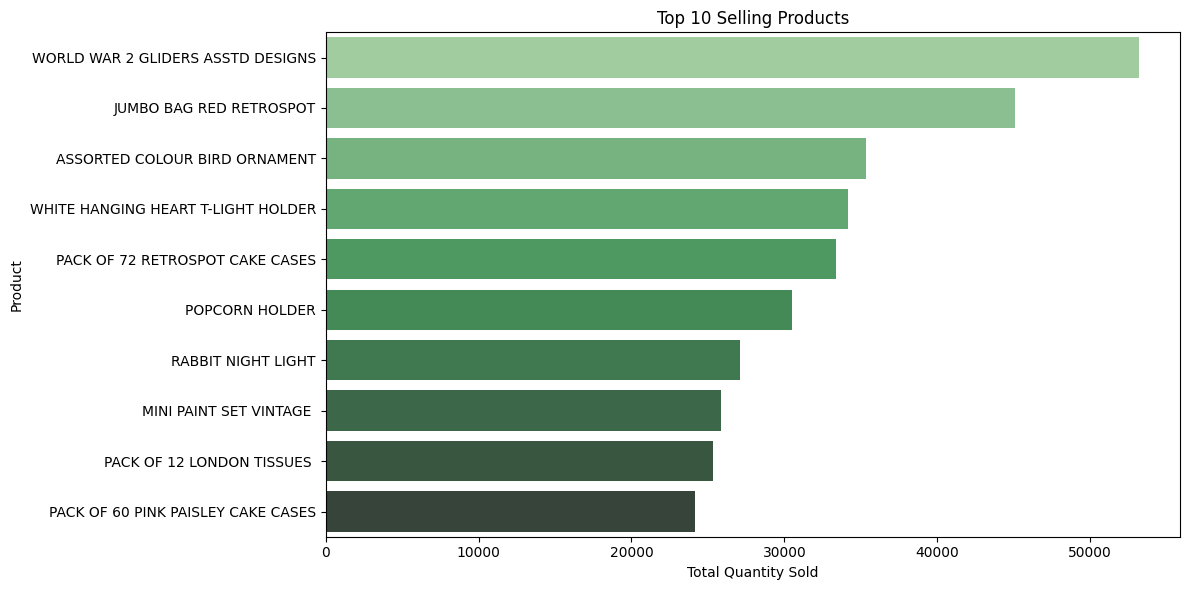 Top 10 Selling Products
Product
WORLD WAR 2 GLIDERS ASSTD DESIGNS
JUMBO BAG RED RETROSPOT
ASSORTED COLOUR BIRD ORNAMENT
WHITE HANGING HEART T-LIGHT HOLDER
PACK OF 72 RETROSPOT CAKE CASES
POPCORN HOLDER
RABBIT NIGHT LIGHT
MINI PAINT SET VINTAGE
PACK OF 12 LONDON TISSUES
PACK OF 60 PINK PAISLEY CAKE CASES
0 10000 20000 30000 40000 50000
Total Quantity Sold